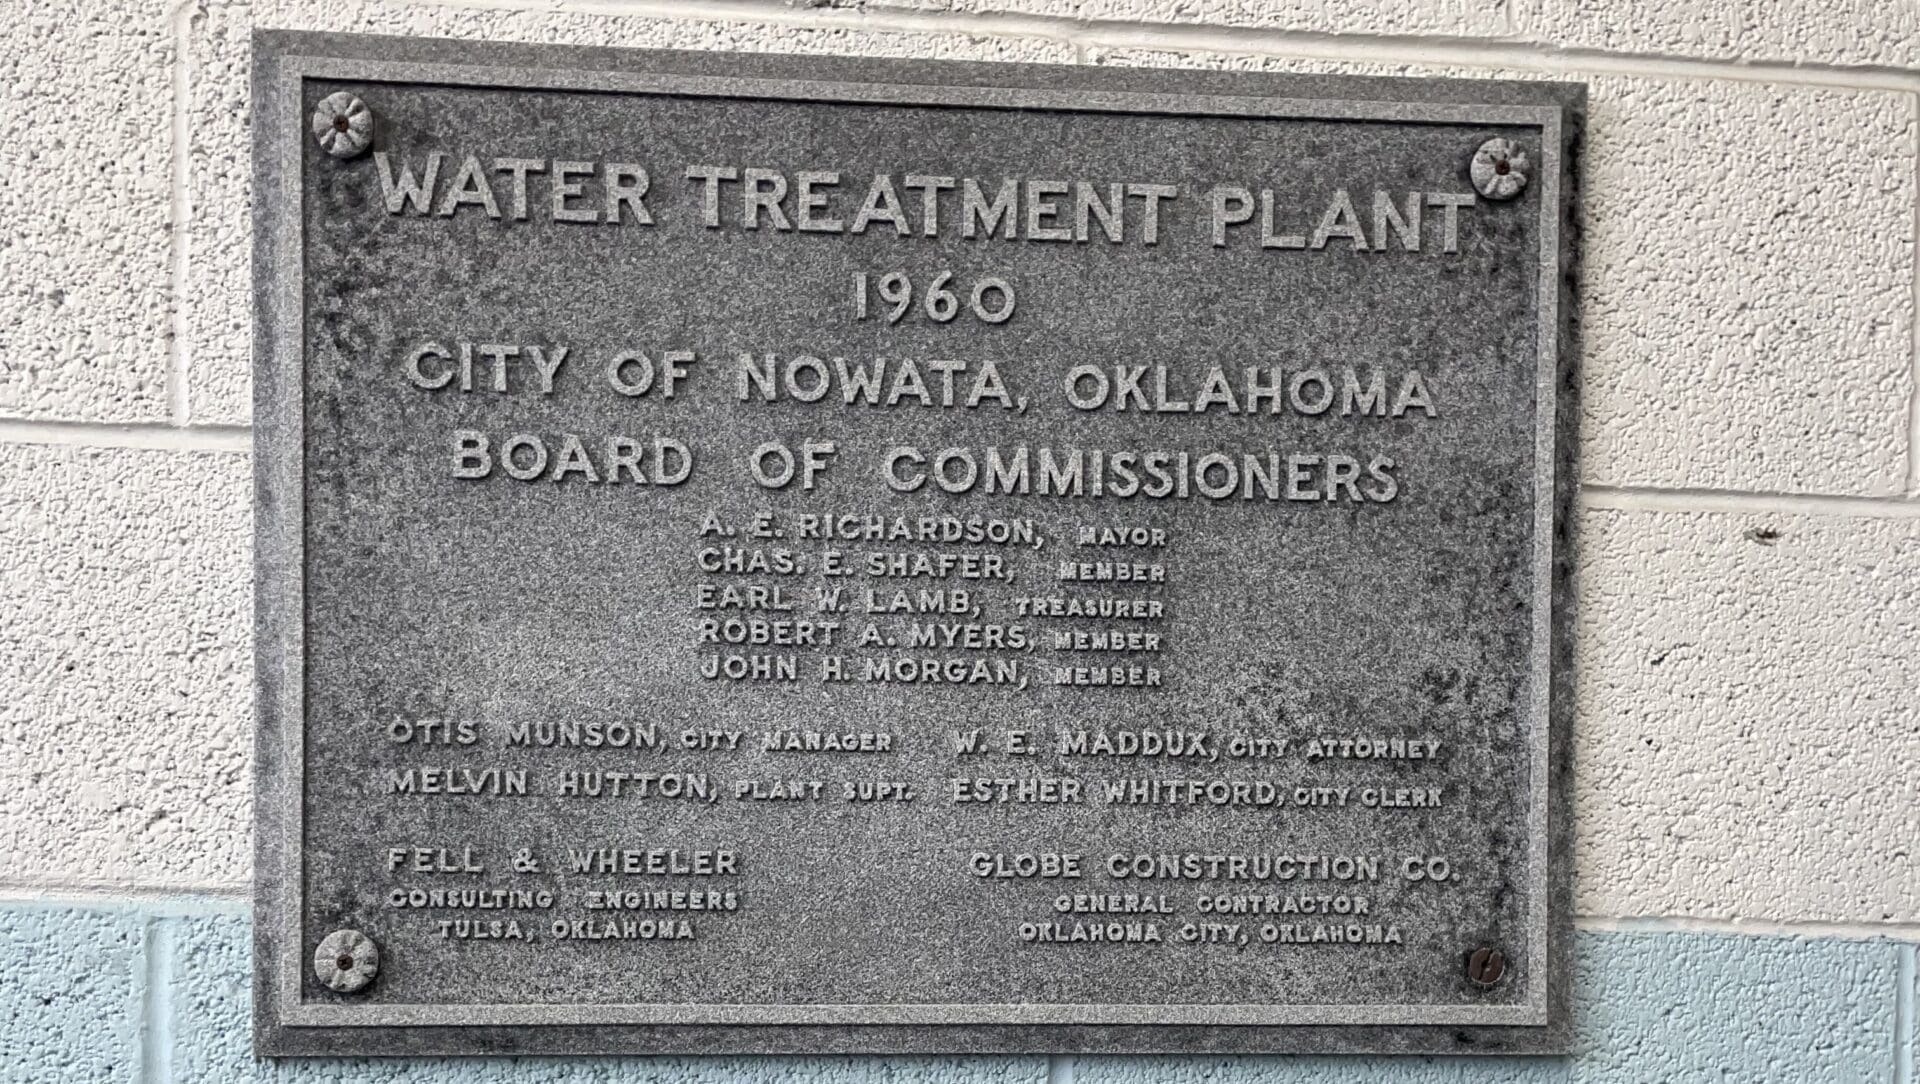 WATER TREATMENT PLANT
1960
CITY OF NOWATA, OKLAHOMA
BOARD OF COMMISSIONERS
A. E. RICHARDSON, MAYOR
CHAS. E. SHAFER, MEMBER
EARL W. LAMB, TREASURER
ROBERT A. MYERS, MEMBER
JOHN H. MORGAN, MEMBER
OTIS MUNSON, CITY MANAGER W. E. MADDUX, CITY ATTORNEY
MELVIN HUTTON, PLANT SUPT. ESTHER WHITFORD, CITY CLERK
FELL & WHEELER
CONSULTING ENGINEERS
TULSA, OKLAHOMA
GLOBE CONSTRUCTION CO.
GENERAL CONTRACTOR
OKLAHOMA CITY, OKLAHOMA